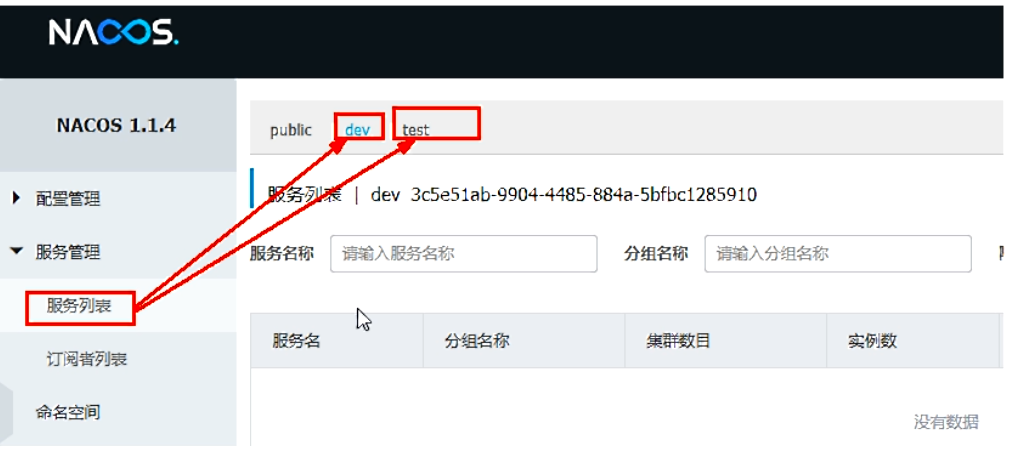 NACOS.
NACOS 1.1.4
配置管理
服务管理
服务列表
订阅者列表
命名空间
public dev test
服务列表 | dev 3c5e51ab-9904-4485-884a-5bfbc1285910
服务名称 请输入服务名称 分组名称 请输入分组名称
服务名 分组名称 集群数目 实例数
没有数据